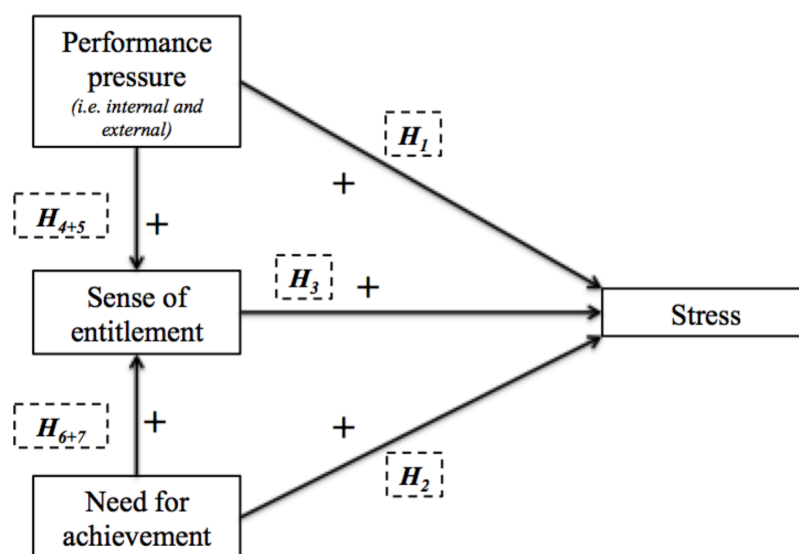 Performance
pressure
(i.e. internal and
external)
H1
+
H4+5
+
H3
+
Sense of
entitlement
Stress
H6+7
+
+
H2
Need for
achievement